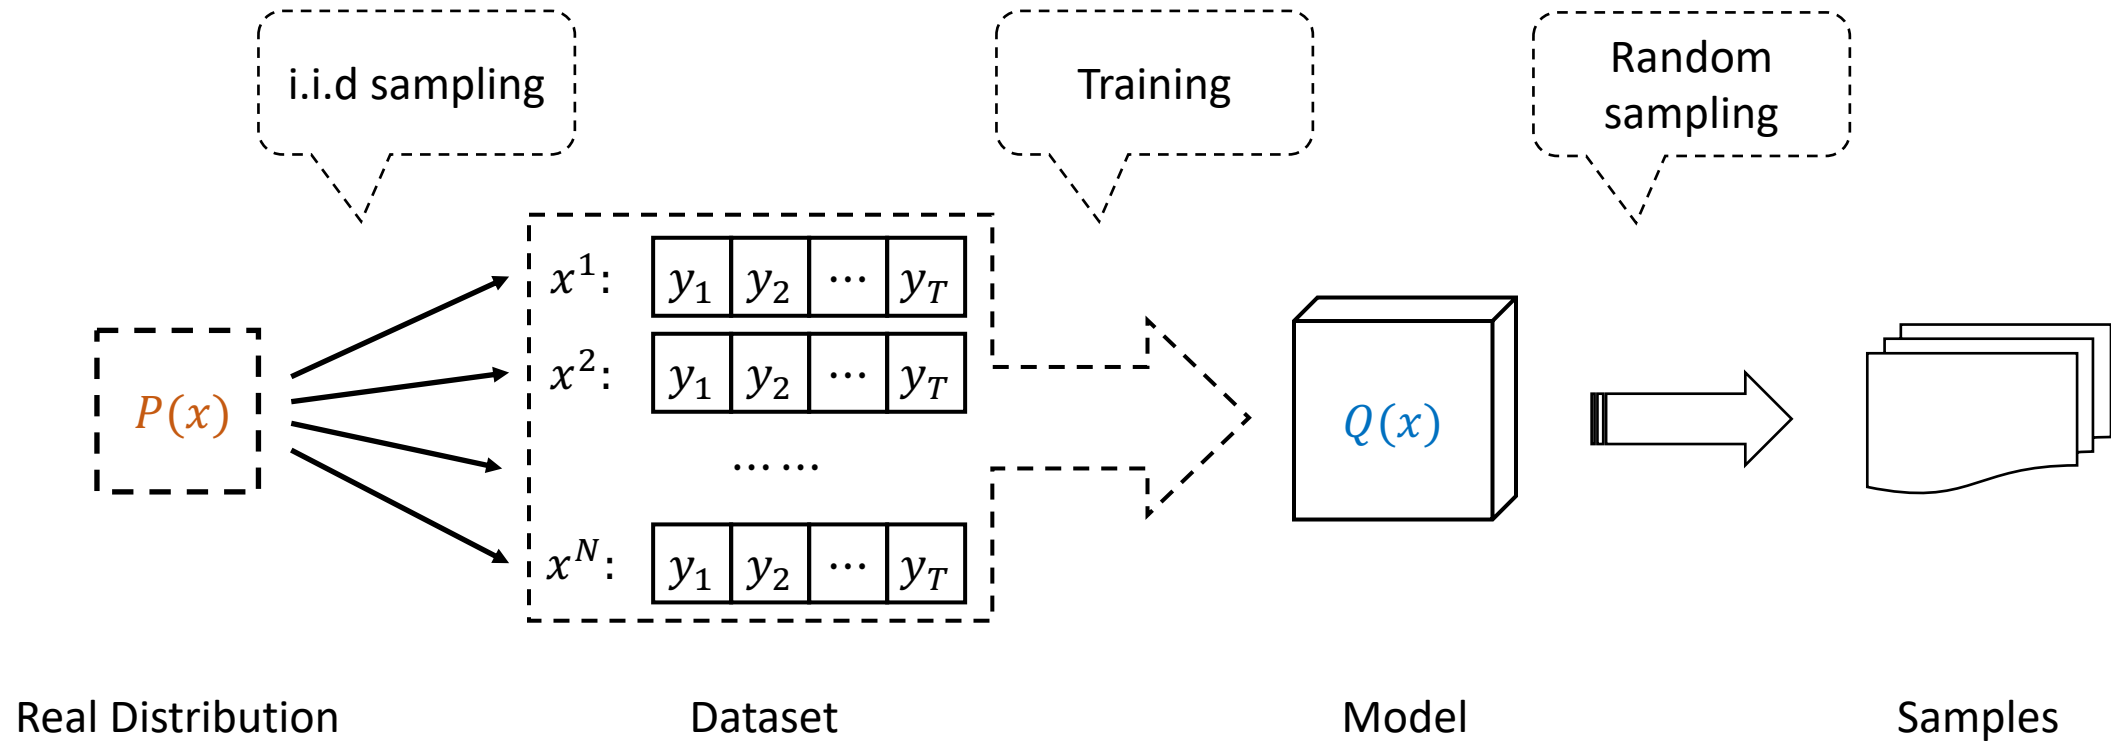 i.i.d sampling
Training
Random
sampling
x¹: y₁ y₂ ⋯ y_T
x²: y₁ y₂ ⋯ y_T
P(x)
Q(x)
⋯⋯
x^N: y₁ y₂ ⋯ y_T
Real Distribution
Dataset
Model
Samples